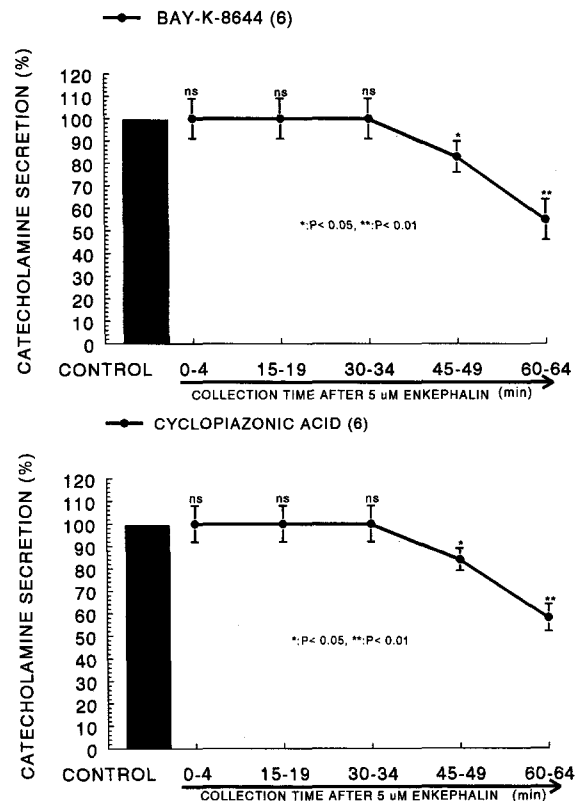 BAY-K-8644 (6)
CATECHOLAMINE SECRETION (%)
120
110
100
90
80
70
60
50
40
30
20
10
0
ns
ns
ns
*
**
*:P< 0.05, **:P< 0.01
CONTROL 0-4 15-19 30-34 45-49 60-64
COLLECTION TIME AFTER 5 uM ENKEPHALIN (min)
CYCLOPIAZONIC ACID (6)
CATECHOLAMINE SECRETION (%)
120
110
100
90
80
70
60
50
40
30
20
10
0
ns
ns
ns
*
**
*:P< 0.05, **:P< 0.01
CONTROL 0-4 15-19 30-34 45-49 60-64
COLLECTION TIME AFTER 5 uM ENKEPHALIN (min)